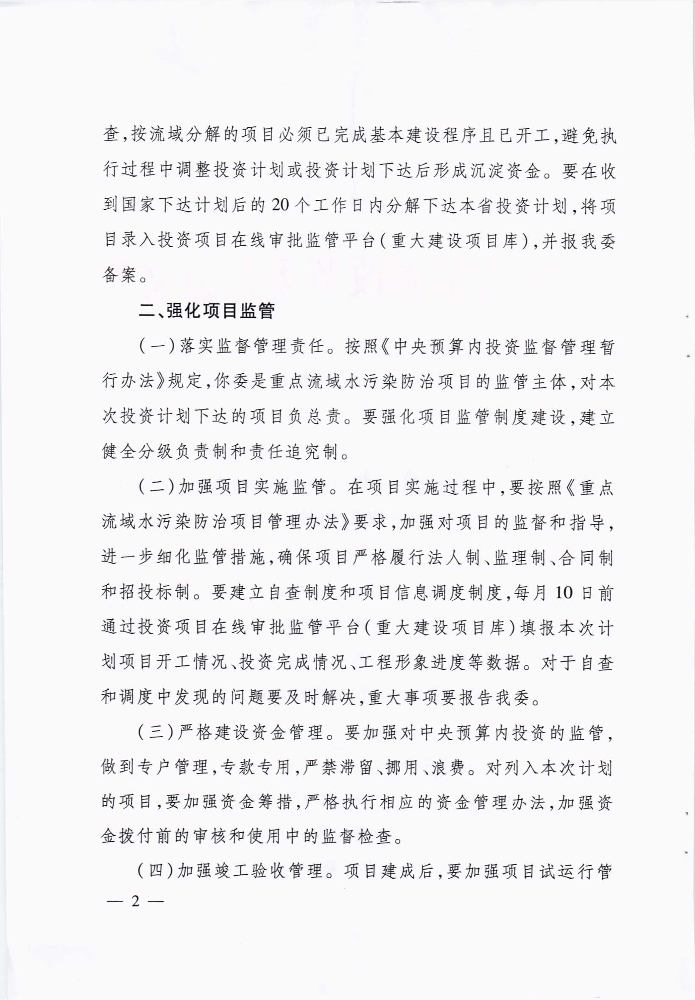 查,按流域分解的项目必须已完成基本建设程序且已开工,避免执
行过程中调整投资计划或投资计划下达后形成沉淀资金。要在收
到国家下达计划后的 20 个工作日内分解下达本省投资计划,将项
目录入投资项目在线审批监管平台(重大建设项目库),并报我委
备案。
二、强化项目监管
(一)落实监督管理责任。按照《中央预算内投资监督管理暂
行办法》规定,你委是重点流域水污染防治项目的监管主体,对本
次投资计划下达的项目负总责。要强化项目监管制度建设,建立
健全分级负责制和责任追究制。
(二)加强项目实施监管。在项目实施过程中,要按照《重点
流域水污染防治项目管理办法》要求,加强对项目的监督和指导,
进一步细化监管措施,确保项目严格履行法人制、监理制、合同制
和招投标制。要建立自查制度和项目信息调度制度,每月 10 日前
通过投资项目在线审批监管平台(重大建设项目库)填报本次计
划项目开工情况、投资完成情况、工程形象进度等数据。对于自查
和调度中发现的问题要及时解决,重大事项要报告我委。
(三)严格建设资金管理。要加强对中央预算内投资的监管,
做到专户管理,专款专用,严禁滞留、挪用、浪费。对列入本次计划
的项目,要加强资金筹措,严格执行相应的资金管理办法,加强资
金拨付前的审核和使用中的监督检查。
(四)加强竣工验收管理。项目建成后,要加强项目试运行管
— 2 —